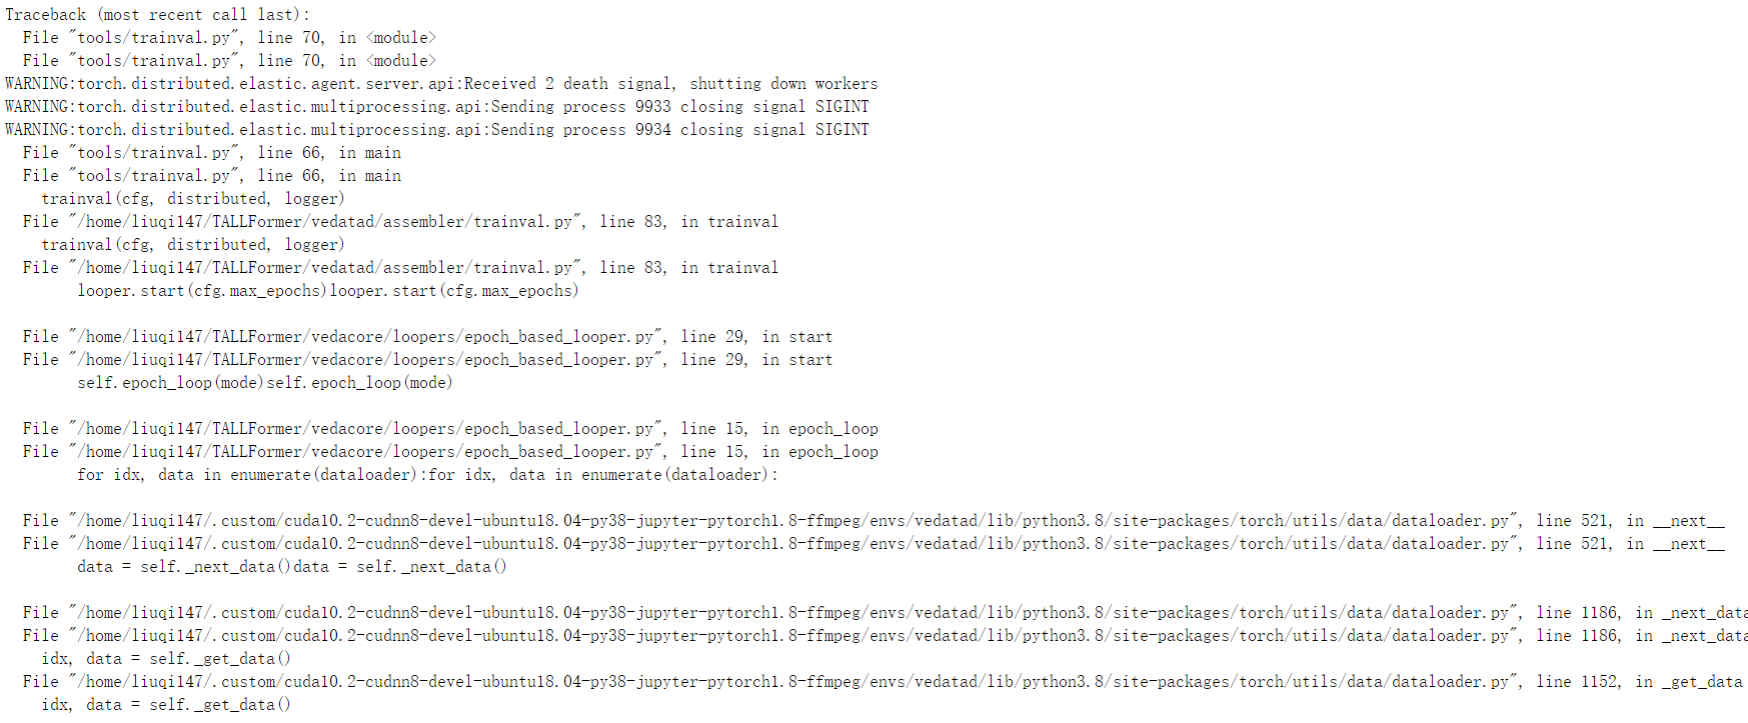 Traceback (most recent call last):
  File "tools/trainval.py", line 70, in <module>
  File "tools/trainval.py", line 70, in <module>
WARNING:torch.distributed.elastic.agent.server.api:Received 2 death signal, shutting down workers
WARNING:torch.distributed.elastic.multiprocessing.api:Sending process 9933 closing signal SIGINT
WARNING:torch.distributed.elastic.multiprocessing.api:Sending process 9934 closing signal SIGINT
  File "tools/trainval.py", line 66, in main
  File "tools/trainval.py", line 66, in main
    trainval(cfg, distributed, logger)
  File "/home/liuqi147/TALLFormer/vedatad/assembler/trainval.py", line 83, in trainval
    trainval(cfg, distributed, logger)
  File "/home/liuqi147/TALLFormer/vedatad/assembler/trainval.py", line 83, in trainval
        looper.start(cfg.max_epochs)looper.start(cfg.max_epochs)

  File "/home/liuqi147/TALLFormer/vedacore/loopers/epoch_based_looper.py", line 29, in start
  File "/home/liuqi147/TALLFormer/vedacore/loopers/epoch_based_looper.py", line 29, in start
        self.epoch_loop(mode)self.epoch_loop(mode)

  File "/home/liuqi147/TALLFormer/vedacore/loopers/epoch_based_looper.py", line 15, in epoch_loop
  File "/home/liuqi147/TALLFormer/vedacore/loopers/epoch_based_looper.py", line 15, in epoch_loop
        for idx, data in enumerate(dataloader):for idx, data in enumerate(dataloader):

  File "/home/liuqi147/.custom/cuda10.2-cudnn8-devel-ubuntu18.04-py38-jupyter-pytorch1.8-ffmpeg/envs/vedatad/lib/python3.8/site-packages/torch/utils/data/dataloader.py", line 521, in __next__
  File "/home/liuqi147/.custom/cuda10.2-cudnn8-devel-ubuntu18.04-py38-jupyter-pytorch1.8-ffmpeg/envs/vedatad/lib/python3.8/site-packages/torch/utils/data/dataloader.py", line 521, in __next__
        data = self._next_data()data = self._next_data()

  File "/home/liuqi147/.custom/cuda10.2-cudnn8-devel-ubuntu18.04-py38-jupyter-pytorch1.8-ffmpeg/envs/vedatad/lib/python3.8/site-packages/torch/utils/data/dataloader.py", line 1186, in _next_data
  File "/home/liuqi147/.custom/cuda10.2-cudnn8-devel-ubuntu18.04-py38-jupyter-pytorch1.8-ffmpeg/envs/vedatad/lib/python3.8/site-packages/torch/utils/data/dataloader.py", line 1186, in _next_data
    idx, data = self._get_data()
  File "/home/liuqi147/.custom/cuda10.2-cudnn8-devel-ubuntu18.04-py38-jupyter-pytorch1.8-ffmpeg/envs/vedatad/lib/python3.8/site-packages/torch/utils/data/dataloader.py", line 1152, in _get_data
    idx, data = self._get_data()